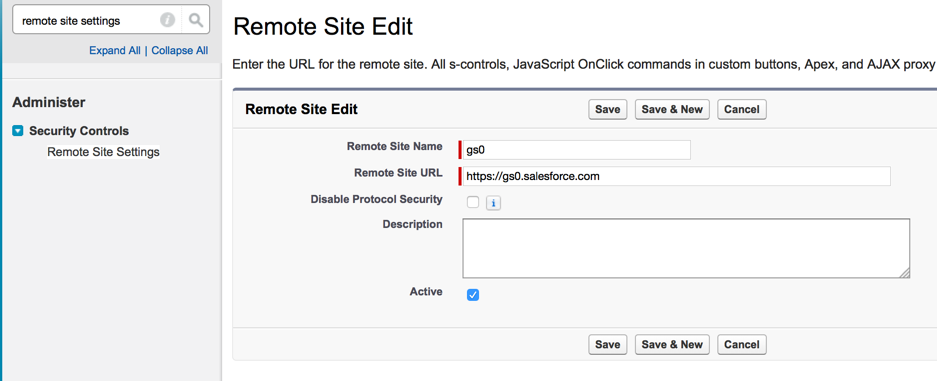 remote site settings
Expand All | Collapse All
Administer
Security Controls
Remote Site Settings
Remote Site Edit
Enter the URL for the remote site. All s-controls, JavaScript OnClick commands in custom buttons, Apex, and AJAX proxy
Remote Site Edit Save Save & New Cancel
Remote Site Name gs0
Remote Site URL https://gs0.salesforce.com
Disable Protocol Security i
Description
Active
Save Save & New Cancel